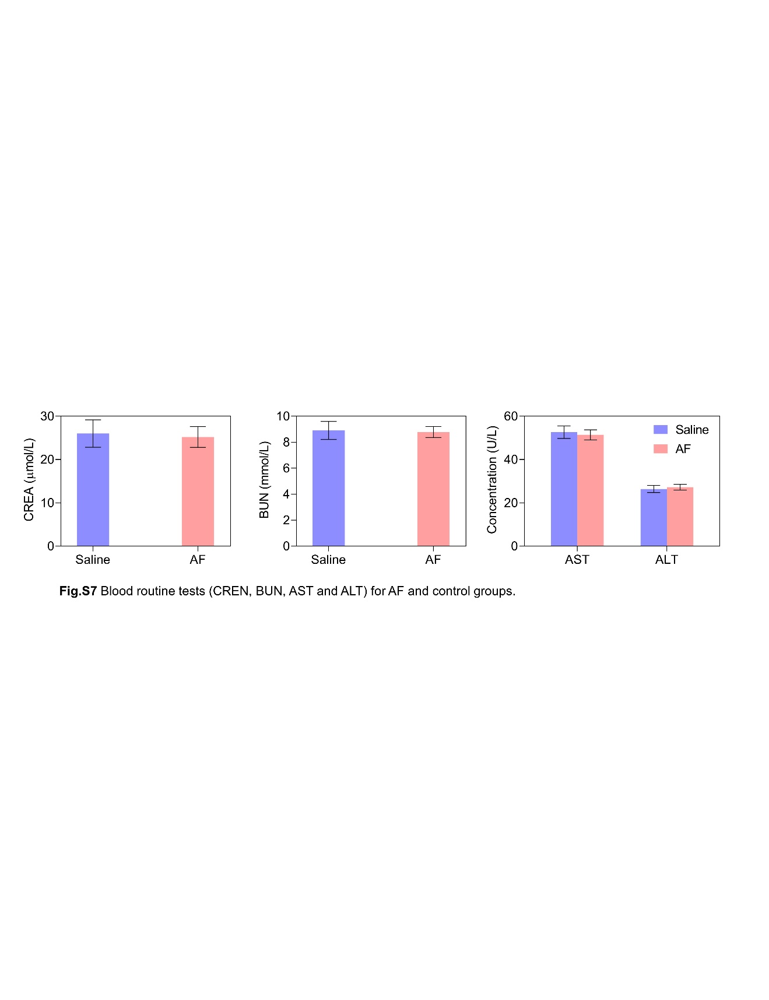 30
20
10
0
CREA (μmol/L)
Saline
AF
10
8
6
4
2
0
BUN (mmol/L)
Saline
AF
60
40
20
0
Concentration (U/L)
Saline
AF
AST
ALT
Fig.S7 Blood routine tests (CREN, BUN, AST and ALT) for AF and control groups.